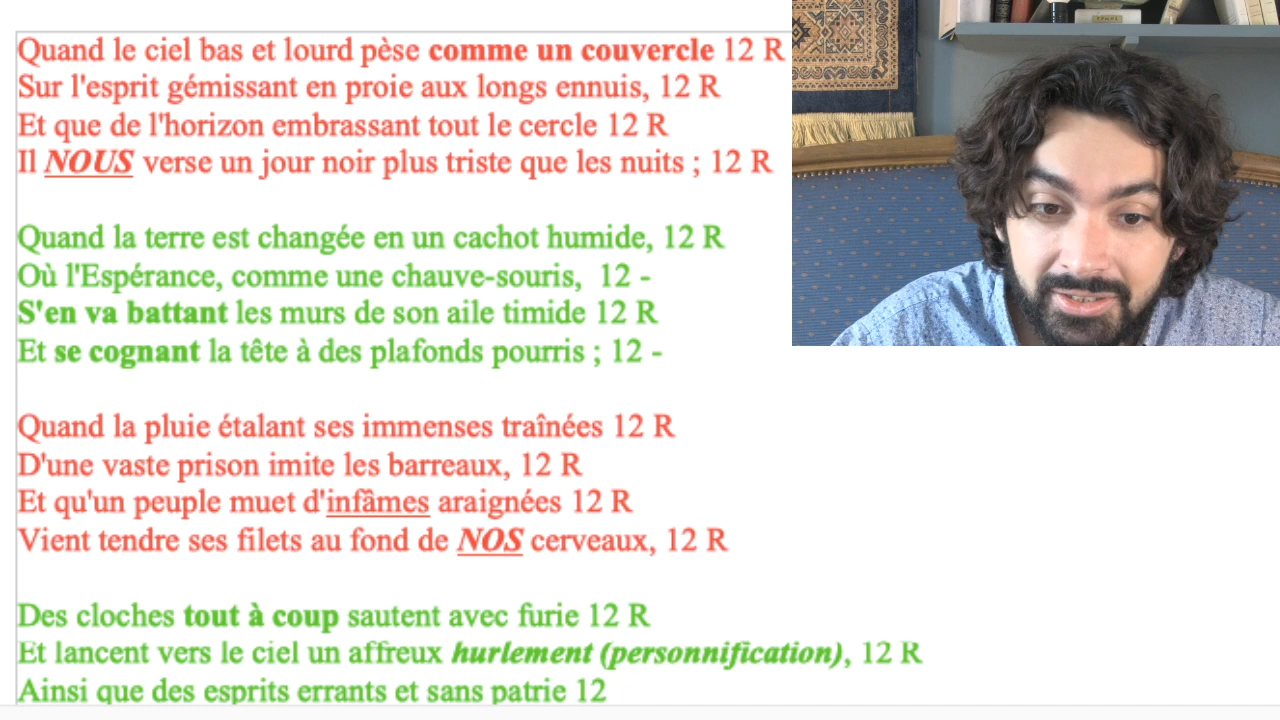 Quand le ciel bas et lourd pèse comme un couvercle 12 R
Sur l'esprit gémissant en proie aux longs ennuis, 12 R
Et que de l'horizon embrassant tout le cercle 12 R
Il NOUS verse un jour noir plus triste que les nuits ; 12 R
Quand la terre est changée en un cachot humide, 12 R
Où l'Espérance, comme une chauve-souris, 12 -
S'en va battant les murs de son aile timide 12 R
Et se cognant la tête à des plafonds pourris ; 12 -
Quand la pluie étalant ses immenses traînées 12 R
D'une vaste prison imite les barreaux, 12 R
Et qu'un peuple muet d'infâmes araignées 12 R
Vient tendre ses filets au fond de NOS cerveaux, 12 R
Des cloches tout à coup sautent avec furie 12 R
Et lancent vers le ciel un affreux hurlement (personnification), 12 R
Ainsi que des esprits errants et sans patrie 12